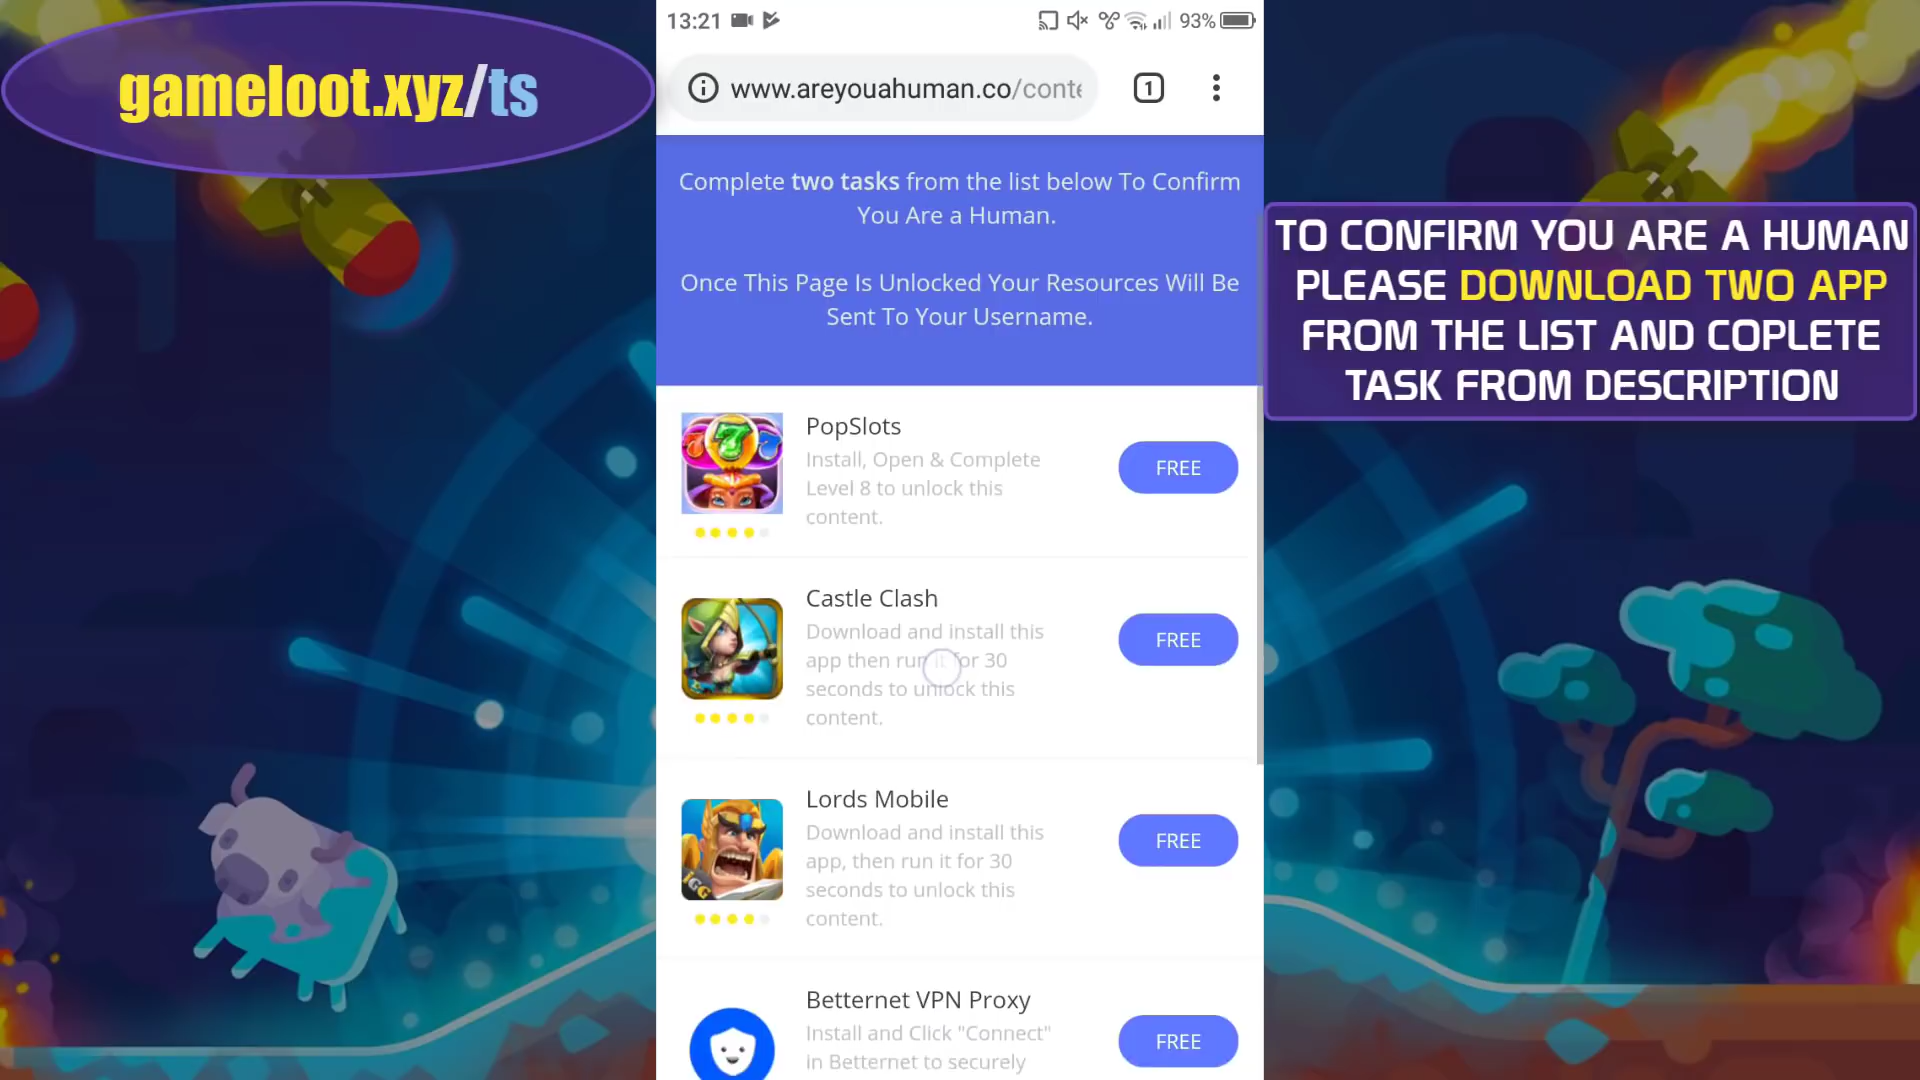 gameloot.xyz/ts
13:21
93%
www.areyouahuman.co/conte
1
Complete two tasks from the list below To Confirm
You Are a Human.
Once This Page Is Unlocked Your Resources Will Be
Sent To Your Username.
TO CONFIRM YOU ARE A HUMAN
PLEASE DOWNLOAD TWO APP
FROM THE LIST AND COPLETE
TASK FROM DESCRIPTION
PopSlots
Install, Open & Complete
Level 8 to unlock this
content.
FREE
Castle Clash
Download and install this
app then run it for 30
seconds to unlock this
content.
FREE
Lords Mobile
Download and install this
app, then run it for 30
seconds to unlock this
content.
FREE
IGG
Betternet VPN Proxy
Install and Click "Connect"
in Betternet to securely
FREE